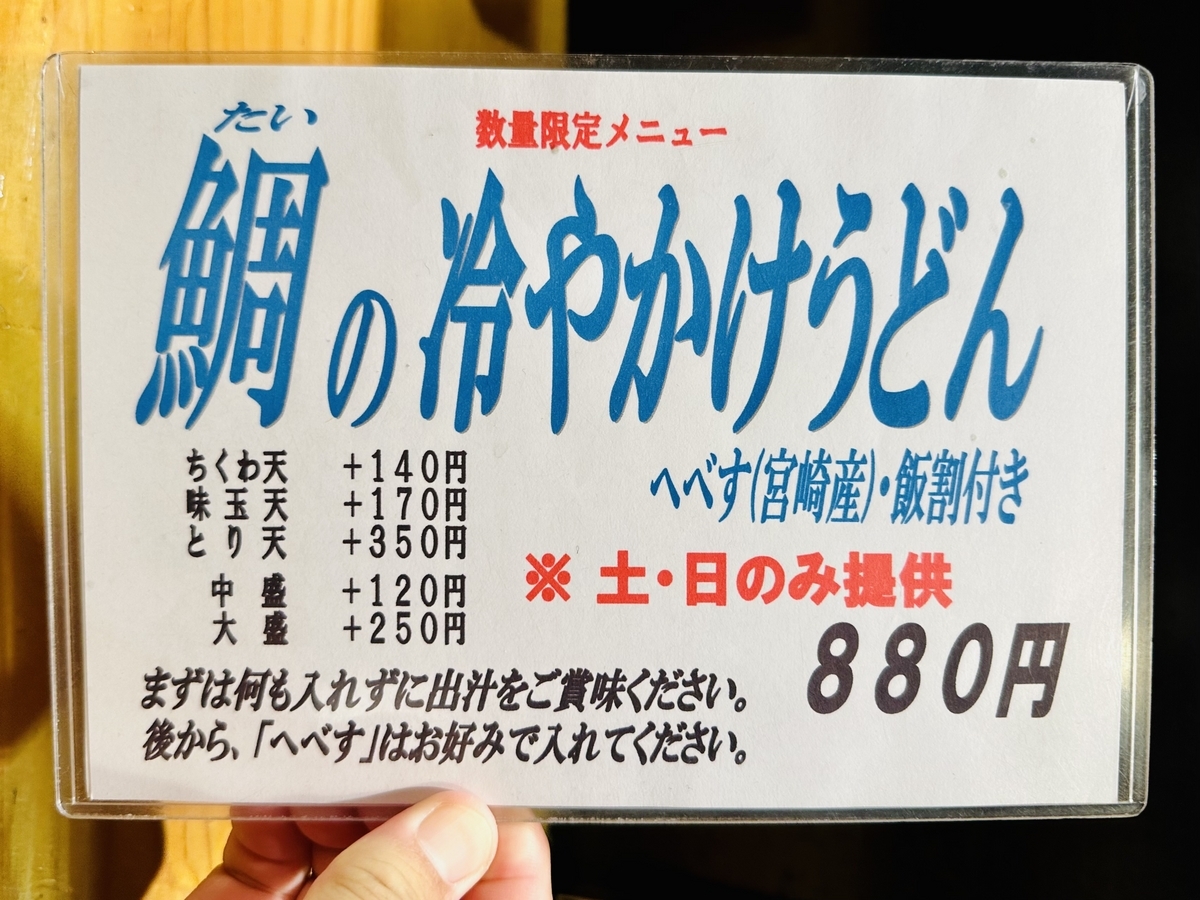 数量限定メニュー
たい
鯛の冷やかけうどん
へべす(宮崎産)・飯割付き
ちくわ天 +140円
味玉天 +170円
とり天 +350円
中盛 +120円
大盛 +250円
※ 土・日のみ提供
880円
まずは何も入れずに出汁をご賞味ください。
後から、「へべす」はお好みで入れてください。